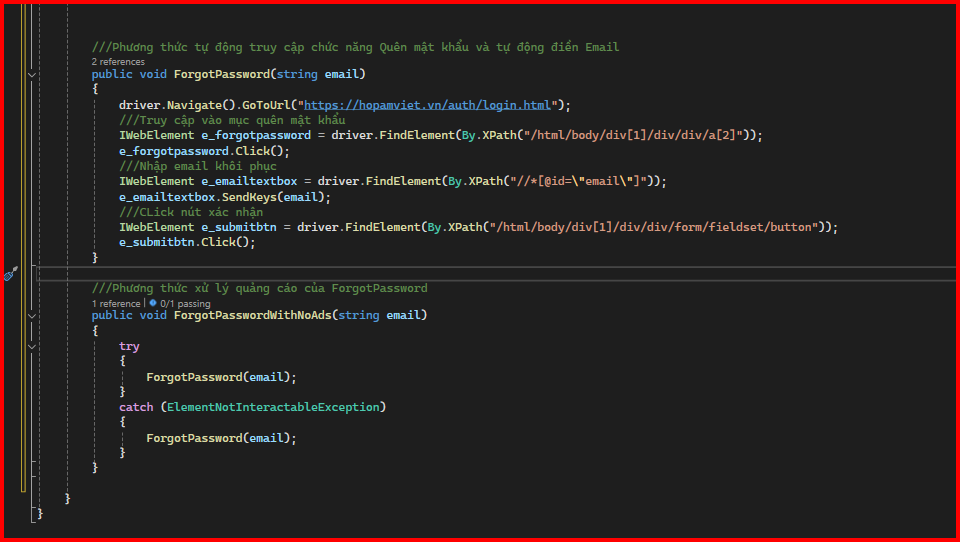 ///Phương thức tự động truy cập chức năng Quên mật khẩu và tự động điền Email
2 references
public void ForgotPassword(string email)
{
driver.Navigate().GoToUrl("https://hopamviet.vn/auth/login.html");
///Truy cập vào mục quên mật khẩu
IWebElement e_forgotpassword = driver.FindElement(By.XPath("/html/body/div[1]/div/div/a[2]"));
e_forgotpassword.Click();
///Nhập email khôi phục
IWebElement e_emailtextbox = driver.FindElement(By.XPath("//*[@id=\"email\"]"));
e_emailtextbox.SendKeys(email);
///CLick nút xác nhận
IWebElement e_submitbtn = driver.FindElement(By.XPath("/html/body/div[1]/div/div/form/fieldset/button"));
e_submitbtn.Click();
}
///Phương thức xử lý quảng cáo của ForgotPassword
1 reference | 0/1 passing
public void ForgotPasswordWithNoAds(string email)
{
try
{
ForgotPassword(email);
}
catch (ElementNotInteractableException)
{
ForgotPassword(email);
}
}
}
}